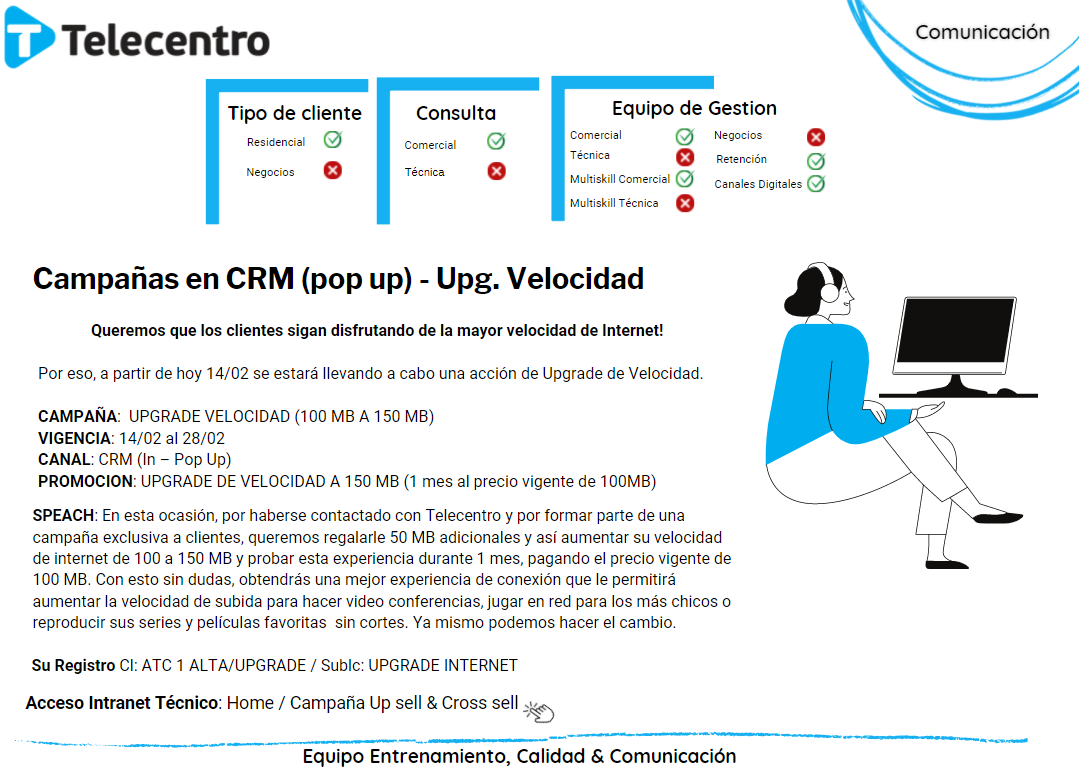 Telecentro
Comunicación
Tipo de cliente
Residencial
Negocios
Consulta
Comercial
Técnica
Equipo de Gestion
Comercial
Técnica
Multiskill Comercial
Multiskill Técnica
Negocios
Retención
Canales Digitales
Campañas en CRM (pop up) - Upg. Velocidad
Queremos que los clientes sigan disfrutando de la mayor velocidad de Internet!
Por eso, a partir de hoy 14/02 se estará llevando a cabo una acción de Upgrade de Velocidad.
CAMPAÑA: UPGRADE VELOCIDAD (100 MB A 150 MB)
VIGENCIA: 14/02 al 28/02
CANAL: CRM (In – Pop Up)
PROMOCION: UPGRADE DE VELOCIDAD A 150 MB (1 mes al precio vigente de 100MB)
SPEACH: En esta ocasión, por haberse contactado con Telecentro y por formar parte de una
campaña exclusiva a clientes, queremos regalarle 50 MB adicionales y así aumentar su velocidad
de internet de 100 a 150 MB y probar esta experiencia durante 1 mes, pagando el precio vigente de
100 MB. Con esto sin dudas, obtendrás una mejor experiencia de conexión que le permitirá
aumentar la velocidad de subida para hacer video conferencias, jugar en red para los más chicos o
reproducir sus series y películas favoritas sin cortes. Ya mismo podemos hacer el cambio.
Su Registro Cl: ATC 1 ALTA/UPGRADE / Sublc: UPGRADE INTERNET
Acceso Intranet Técnico: Home / Campaña Up sell & Cross sell
Equipo Entrenamiento, Calidad & Comunicación